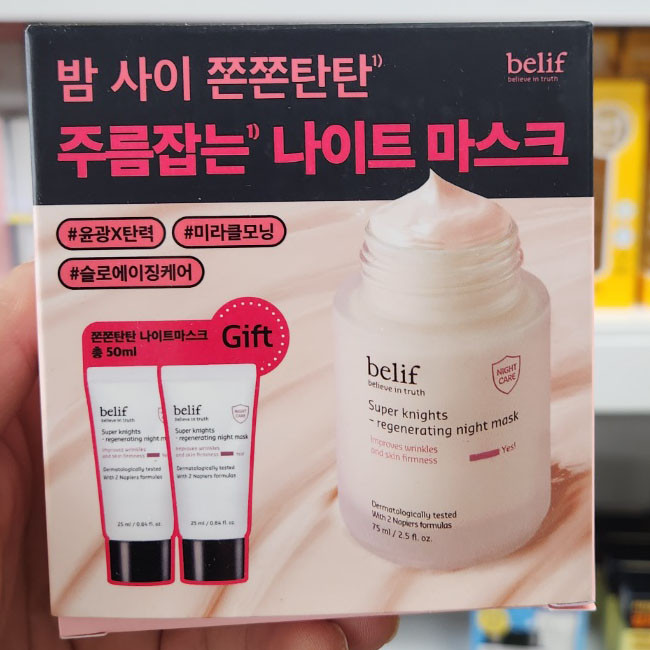 밤 사이 쫀쫀탄탄1)
belif
believe in truth
주름잡는1) 나이트 마스크
#윤광X탄력
#미라클모닝
#슬로에이징케어
쫀쫀탄탄 나이트마스크
총 50ml
Gift
belif
believe in truth
Super knights
- regenerating night mask
Improves wrinkles
and skin firmness
Dermatologically tested
With 2 Napiers formulas
25 ml / 0.84 fl. oz.
belif
believe in truth
NIGHT
CARE
Super knights
- regenerating night mask
Improves wrinkles
and skin firmness
Yes!
Dermatologically tested
With 2 Napiers formulas
25 ml / 0.84 fl. oz.
belif
believe in truth
NIGHT
CARE
Super knights
- regenerating night mask
Improves wrinkles
and skin firmness
Yes!
Dermatologically tested
With 2 Napiers formulas
75 ml / 2.5 fl. oz.